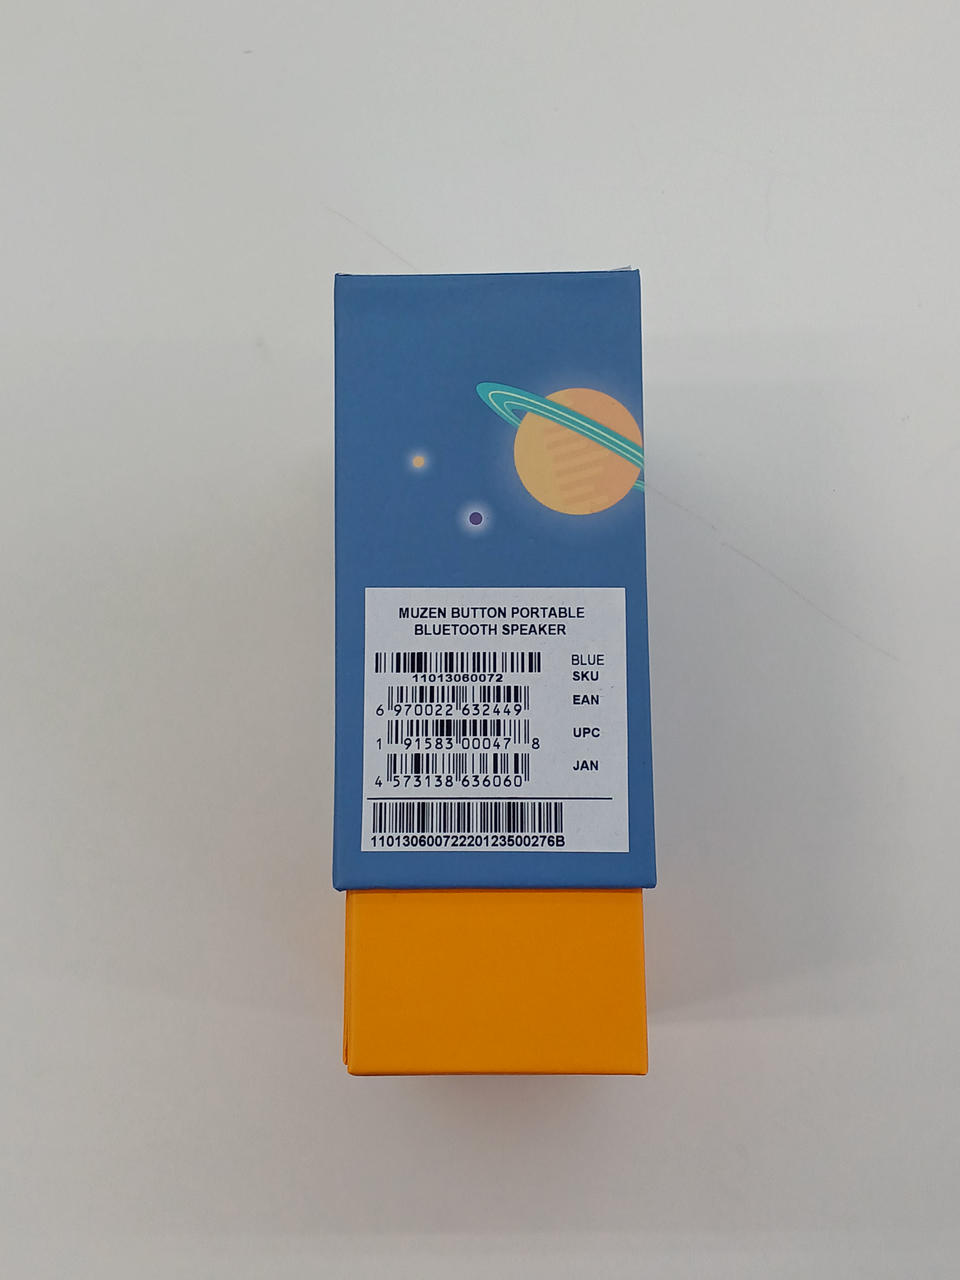 MUZEN BUTTON PORTABLE
BLUETOOTH SPEAKER
BLUE
11013060072 SKU
6 970022 632449 EAN
1 91583 00047 8 UPC
4 573138 636060 JAN
11013060072220123500276B